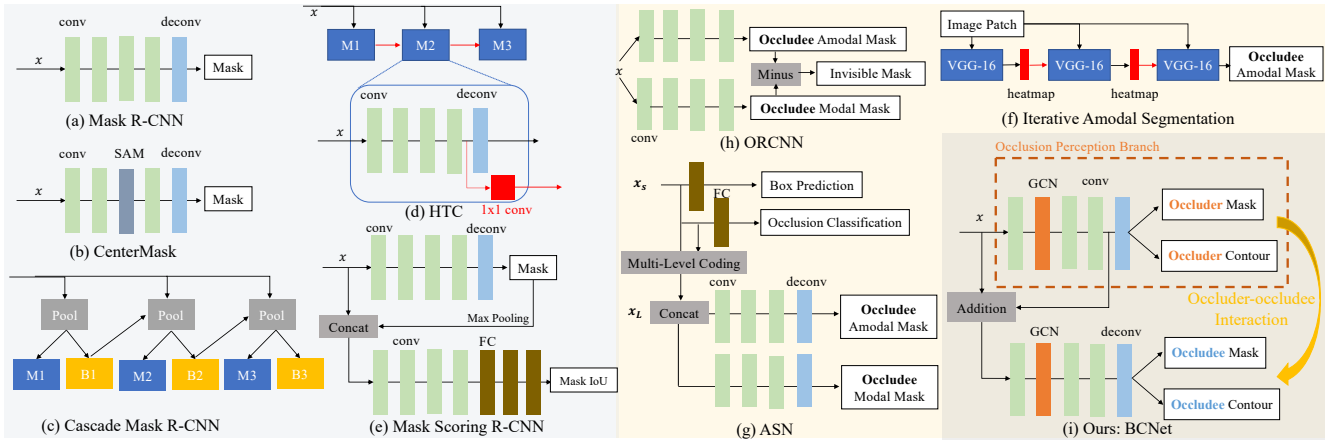 conv
deconv
x
Mask
(a) Mask R-CNN
conv
SAM
deconv
x
Mask
(b) CenterMask
Pool
Pool
Pool
M1
B1
M2
B2
M3
B3
(c) Cascade Mask R-CNN
x
M1
M2
M3
conv
deconv
x
(d) HTC
1x1 conv
conv
deconv
x
Mask
Max Pooling
Concat
conv
FC
Mask IoU
(e) Mask Scoring R-CNN
x
Occludee Amodal Mask
Minus
Invisible Mask
Occludee Modal Mask
conv
(h) ORCNN
xs
Box Prediction
FC
Occlusion Classification
Multi-Level Coding
conv
deconv
xL
Concat
Occludee
Amodal Mask
Occludee
Modal Mask
(g) ASN
Image Patch
VGG-16
VGG-16
VGG-16
Occludee
Amodal Mask
heatmap
heatmap
(f) Iterative Amodal Segmentation
Occlusion Perception Branch
GCN
conv
x
Occluder Mask
Occluder Contour
Addition
Occluder-occludee
Interaction
GCN
deconv
Occludee Mask
Occludee Contour
(i) Ours: BCNet